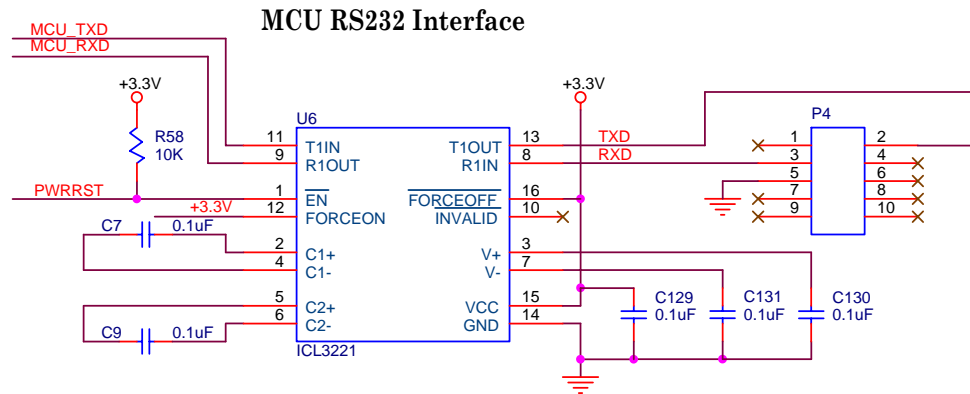 MCU RS232 Interface
MCU_TXD
MCU_RXD
+3.3V
R58
10K
PWRRST
+3.3V
C7
0.1uF
C9
0.1uF
U6
11
T1IN
T1OUT
13
9
R1OUT
R1IN
8
1
EN
FORCEOFF
16
12
FORCEON
INVALID
10
2
C1+
V+
3
4
C1-
V-
7
5
C2+
VCC
15
6
C2-
GND
14
ICL3221
+3.3V
TXD
RXD
C129
0.1uF
C131
0.1uF
C130
0.1uF
P4
1
2
3
4
5
6
7
8
9
10